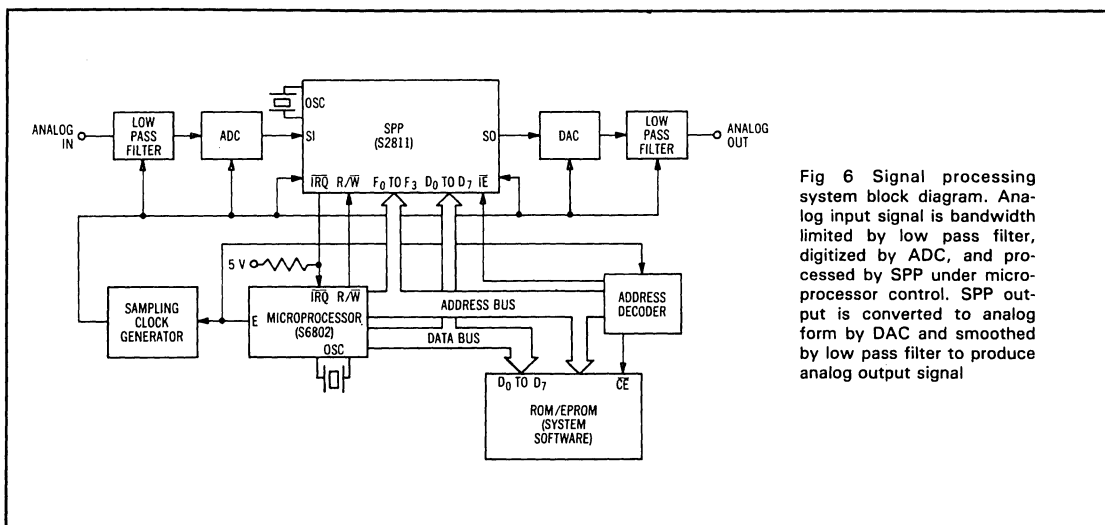 ANALOG
IN
LOW
PASS
FILTER
ADC
OSC
SI
SPP
(S2811)
SO
DAC
LOW
PASS
FILTER
ANALOG
OUT
IRQ R/W F0 TO F3 D0 TO D7 IE
5 V
SAMPLING
CLOCK
GENERATOR
E
IRQ R/W
MICROPROCESSOR
(S6802)
OSC
ADDRESS BUS
DATA BUS
ADDRESS
DECODER
D0 TO D7
CE
ROM/EPROM
(SYSTEM
SOFTWARE)
Fig 6 Signal processing
system block diagram. Ana-
log input signal is bandwidth
limited by low pass filter,
digitized by ADC, and pro-
cessed by SPP under micro-
processor control. SPP out-
put is converted to analog
form by DAC and smoothed
by low pass filter to produce
analog output signal